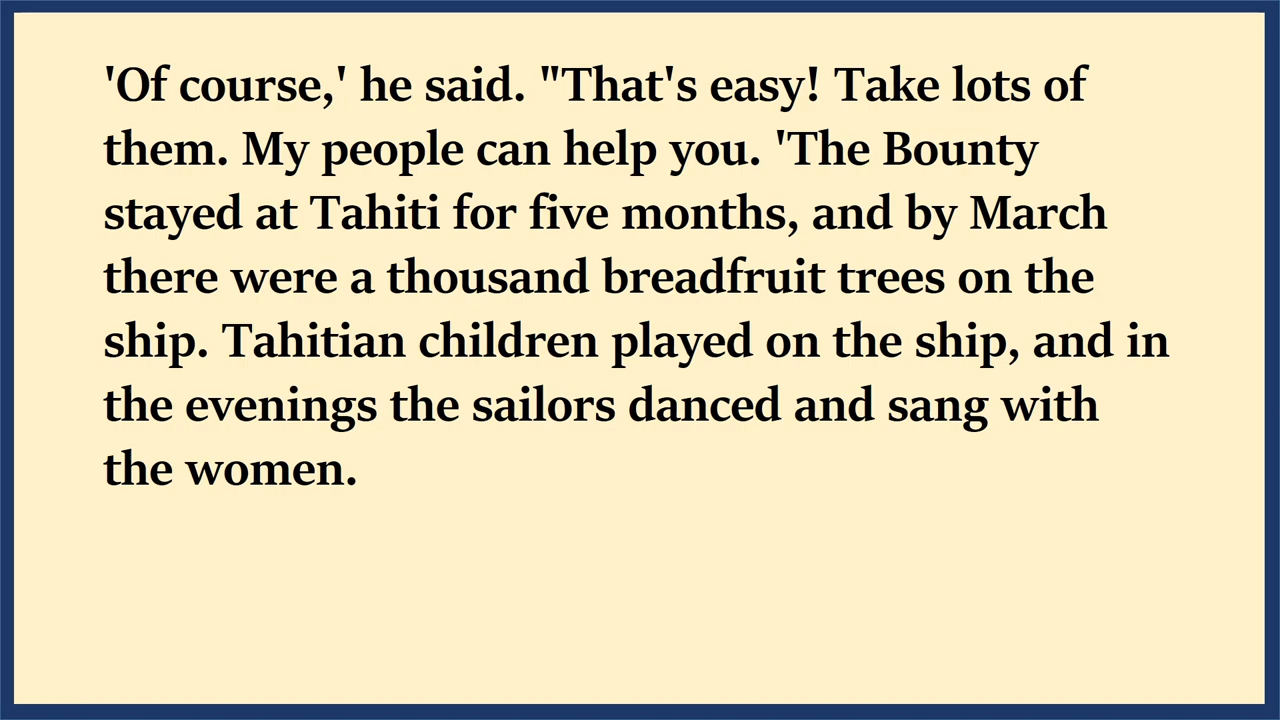 'Of course,' he said. "That's easy! Take lots of
them. My people can help you. 'The Bounty
stayed at Tahiti for five months, and by March
there were a thousand breadfruit trees on the
ship. Tahitian children played on the ship, and in
the evenings the sailors danced and sang with
the women.